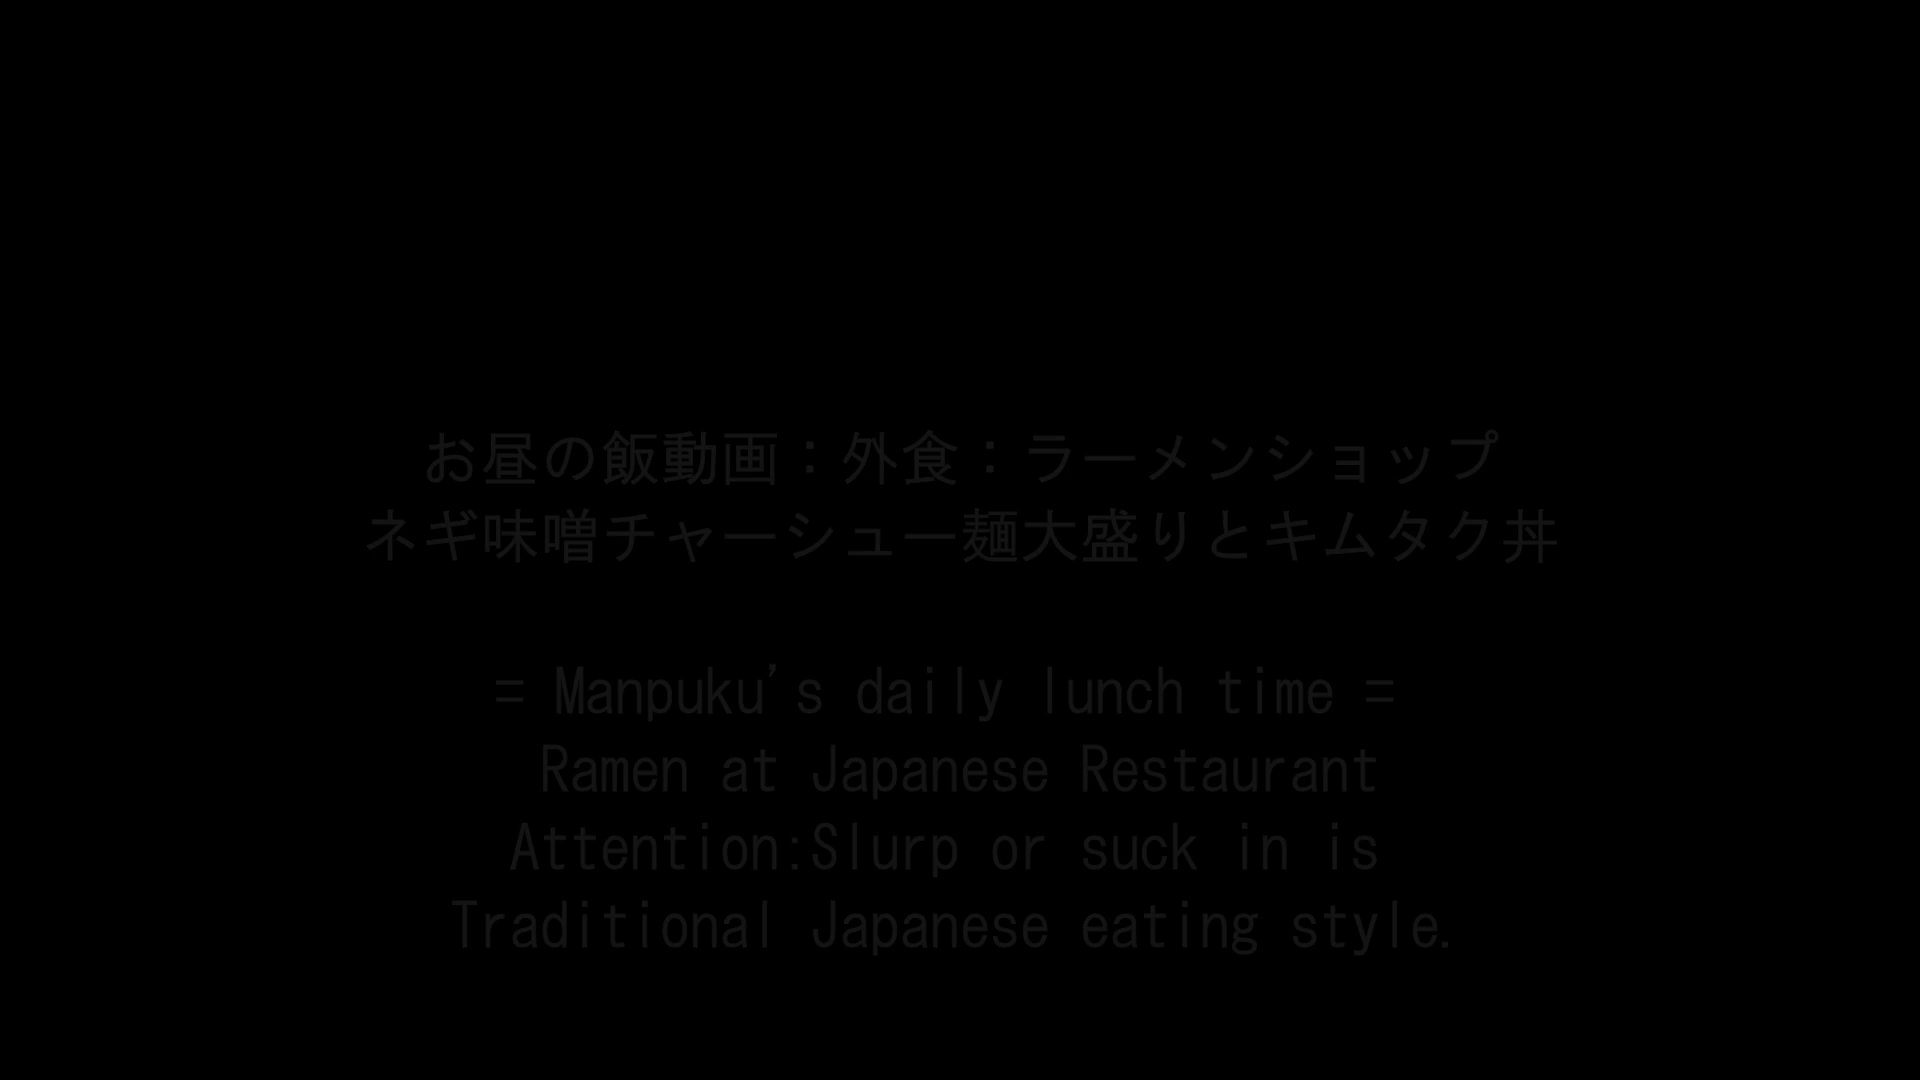 お昼の飯動画：外食：ラーメンショップ
ネギ味噌チャーシュー麺大盛りとキムタク丼
= Manpuku's daily lunch time =
Ramen at Japanese Restaurant
Attention:Slurp or suck in is
Traditional Japanese eating style.